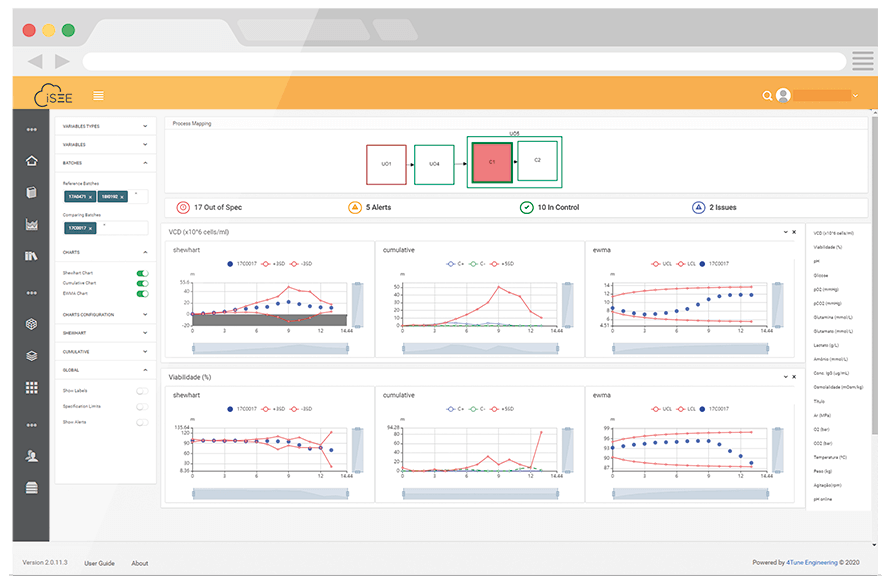 iSEE
VARIABLES TYPES
VARIABLES
BATCHES
Reference Batches
17A0421 x 18I0192 x
Comparing Batches
17C0017 x
CHARTS
Shewhart Chart
Cumulative Chart
EWMA Chart
CHARTS CONFIGURATION
SHEWHART
CUMULATIVE
GLOBAL
Show Labels
Specification Limits
Show Alerts
Process Mapping
UO5
UO1 UO4 C1 C2
17 Out of Spec 5 Alerts 10 In Control 2 Issues
VCD (x10^6 cells/ml)
shewhart
17C0017 +3SD -3SD
55.6
40
20
0
-20
0 3 6 9 12 14.44
cumulative
C+ C- +5SD
50
40
30
20
10
0
0 3 6 9 12 14.44
ewma
UCL LCL 17C0017
14
12
10
8
6
4.51
0 3 6 9 12 14.44
Viabilidade (%)
shewhart
17C0017 +3SD -3SD
135.64
120
90
60
30
8.36
0 3 6 9 12 14.44
cumulative
C+ C- +5SD
94.28
80
60
40
20
0
0 3 6 9 12 14.44
ewma
UCL LCL 17C0017
99
96
93
90
87
0 3 6 9 12 14.44
VCD (x10^6 cells/ml)
Viabilidade (%)
pH
Glicose
pO2 (mmHg)
pCO2 (mmHg)
Glutamina (mmol/L)
Glutamato (mmol/L)
Lactato (g/L)
Amônio (mmol/L)
Conc. IgG (ug/mL)
Osmolalidade (mOsm/kg)
Título
Ar (kPa)
O2 (bar)
CO2 (bar)
Temperatura (ºC)
Peso (kg)
Agitação(rpm)
pH online
Version 2.0.11.3 User Guide About
Powered by 4Tune Engineering © 2020